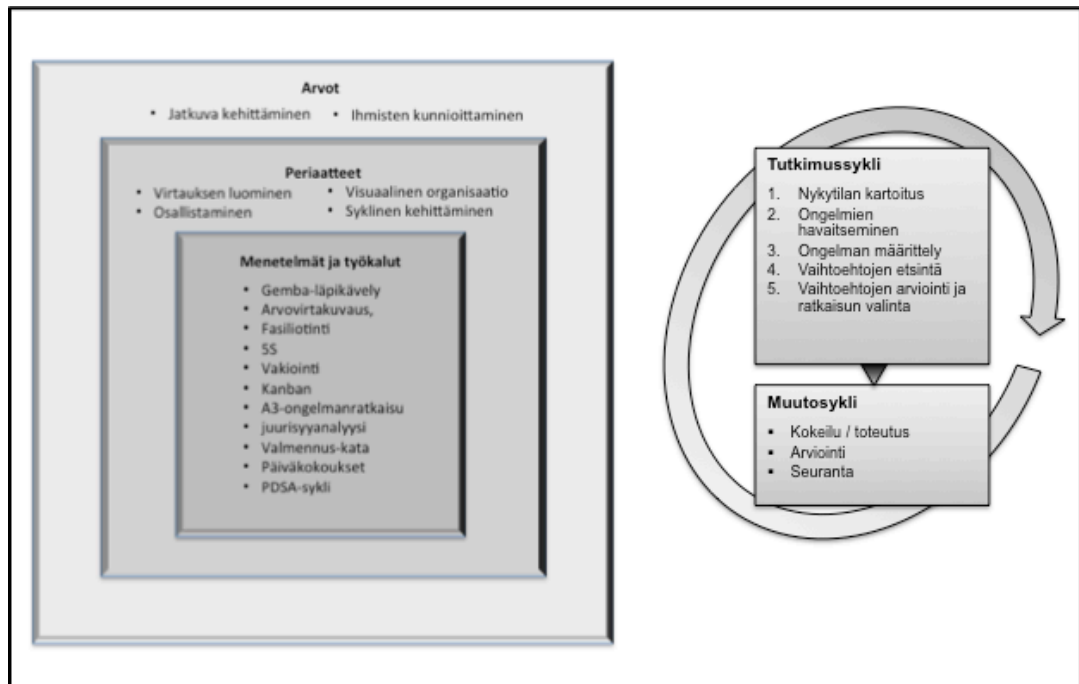 Arvot
• Jatkuva kehittäminen • Ihmisten kunnioittaminen
Periaatteet
• Virtauksen luominen • Visuaalinen organisaatio
• Osallistaminen • Syklinen kehittäminen
Menetelmät ja työkalut
• Gemba-läpikävely
• Arvovirtakuvaus,
• Fasiliotinti
• 5S
• Vakiointi
• Kanban
• A3-ongelmanratkaisu
• juurisyyanalyysi
• Valmennus-kata
• Päiväkokoukset
• PDSA-sykli
Tutkimussykli
1. Nykytilan kartoitus
2. Ongelmien
havaitseminen
3. Ongelman määrittely
4. Vaihtoehtojen etsintä
5. Vaihtoehtojen arviointi ja
ratkaisun valinta
Muutosykli
▪ Kokeilu / toteutus
▪ Arviointi
▪ Seuranta